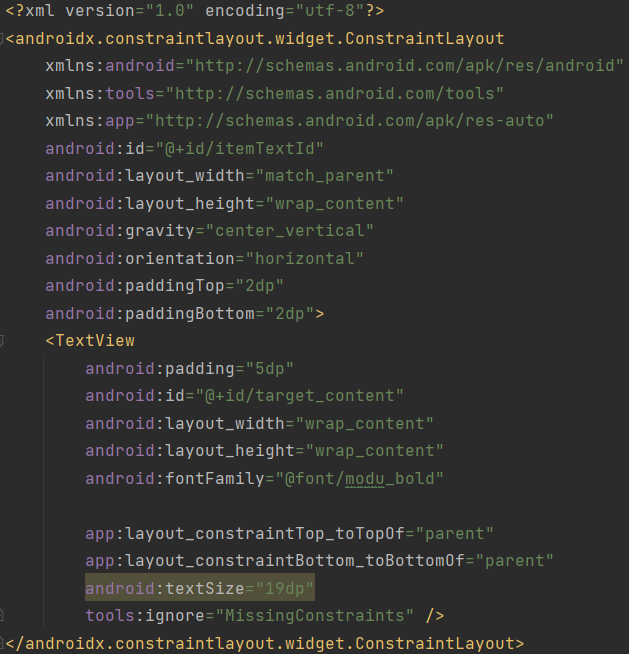 <?xml version="1.0" encoding="utf-8"?>
<androidx.constraintlayout.widget.ConstraintLayout
    xmlns:android="http://schemas.android.com/apk/res/android"
    xmlns:tools="http://schemas.android.com/tools"
    xmlns:app="http://schemas.android.com/apk/res-auto"
    android:id="@+id/itemTextId"
    android:layout_width="match_parent"
    android:layout_height="wrap_content"
    android:gravity="center_vertical"
    android:orientation="horizontal"
    android:paddingTop="2dp"
    android:paddingBottom="2dp">
    <TextView
        android:padding="5dp"
        android:id="@+id/target_content"
        android:layout_width="wrap_content"
        android:layout_height="wrap_content"
        android:fontFamily="@font/modu_bold"

        app:layout_constraintTop_toTopOf="parent"
        app:layout_constraintBottom_toBottomOf="parent"
        android:textSize="19dp"
        tools:ignore="MissingConstraints" />
</androidx.constraintlayout.widget.ConstraintLayout>